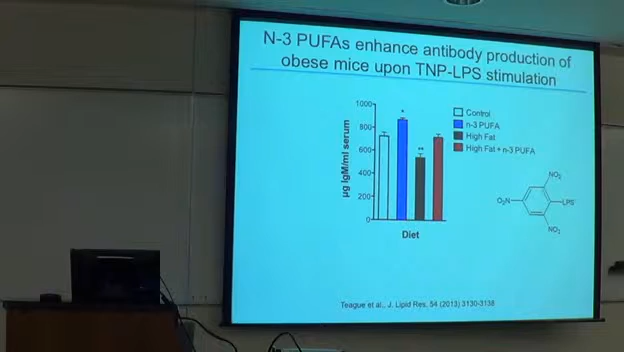 N-3 PUFAs enhance antibody production of
obese mice upon TNP-LPS stimulation
µg IgM/ml serum
1000
800
600
400
200
0
*
**
Diet
Control
n-3 PUFA
High Fat
High Fat + n-3 PUFA
NO₂
O₂N
LPS
NO₂
Teague et al., J. Lipid Res, 54 (2013) 3130-3138